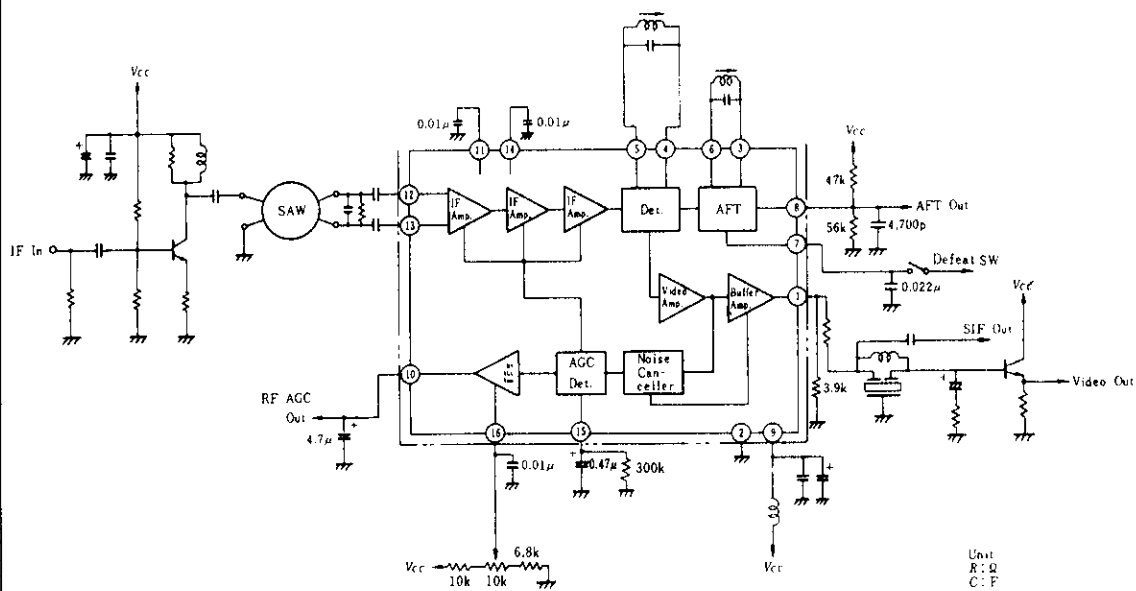 Vcc
0.01μ
0.01μ
11
14
5
4
6
3
Vcc
47k
SAW
12
13
IF Amp.
IF Amp.
IF Amp.
Det.
AFT
8
AFT Out
56k
4,700p
7
Defeat SW
0.022μ
IF In
Video Amp.
Buffer Amp.
1
Vcc
SIF Out
AGC Det.
Noise Can- celler
10
RF AGC Out
3.9k
Video Out
4.7μ
16
15
2
9
0.01μ
0.47μ
300k
Vcc
10k
10k
6.8k
Vcc
Unit
R : Ω
C : F